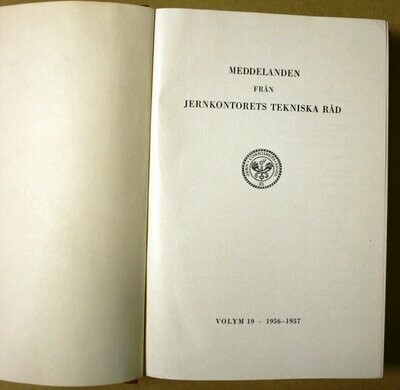 MEDDELANDEN
FRÅN
JERNKONTORETS TEKNISKA RÅD
VOLYM 19 · 1956–1957